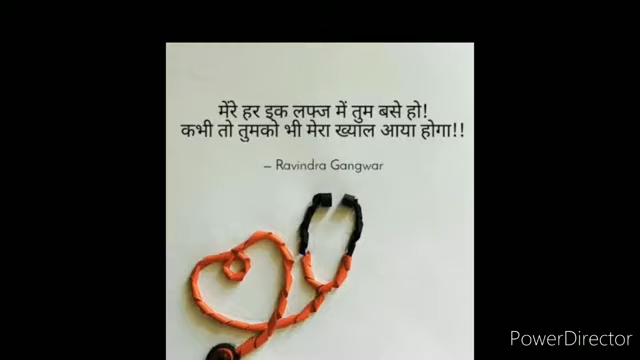 मेरे हर इक लफ्ज में तुम बसे हो!
कभी तो तुमको भी मेरा ख्याल आया होगा!!
– Ravindra Gangwar
PowerDirector